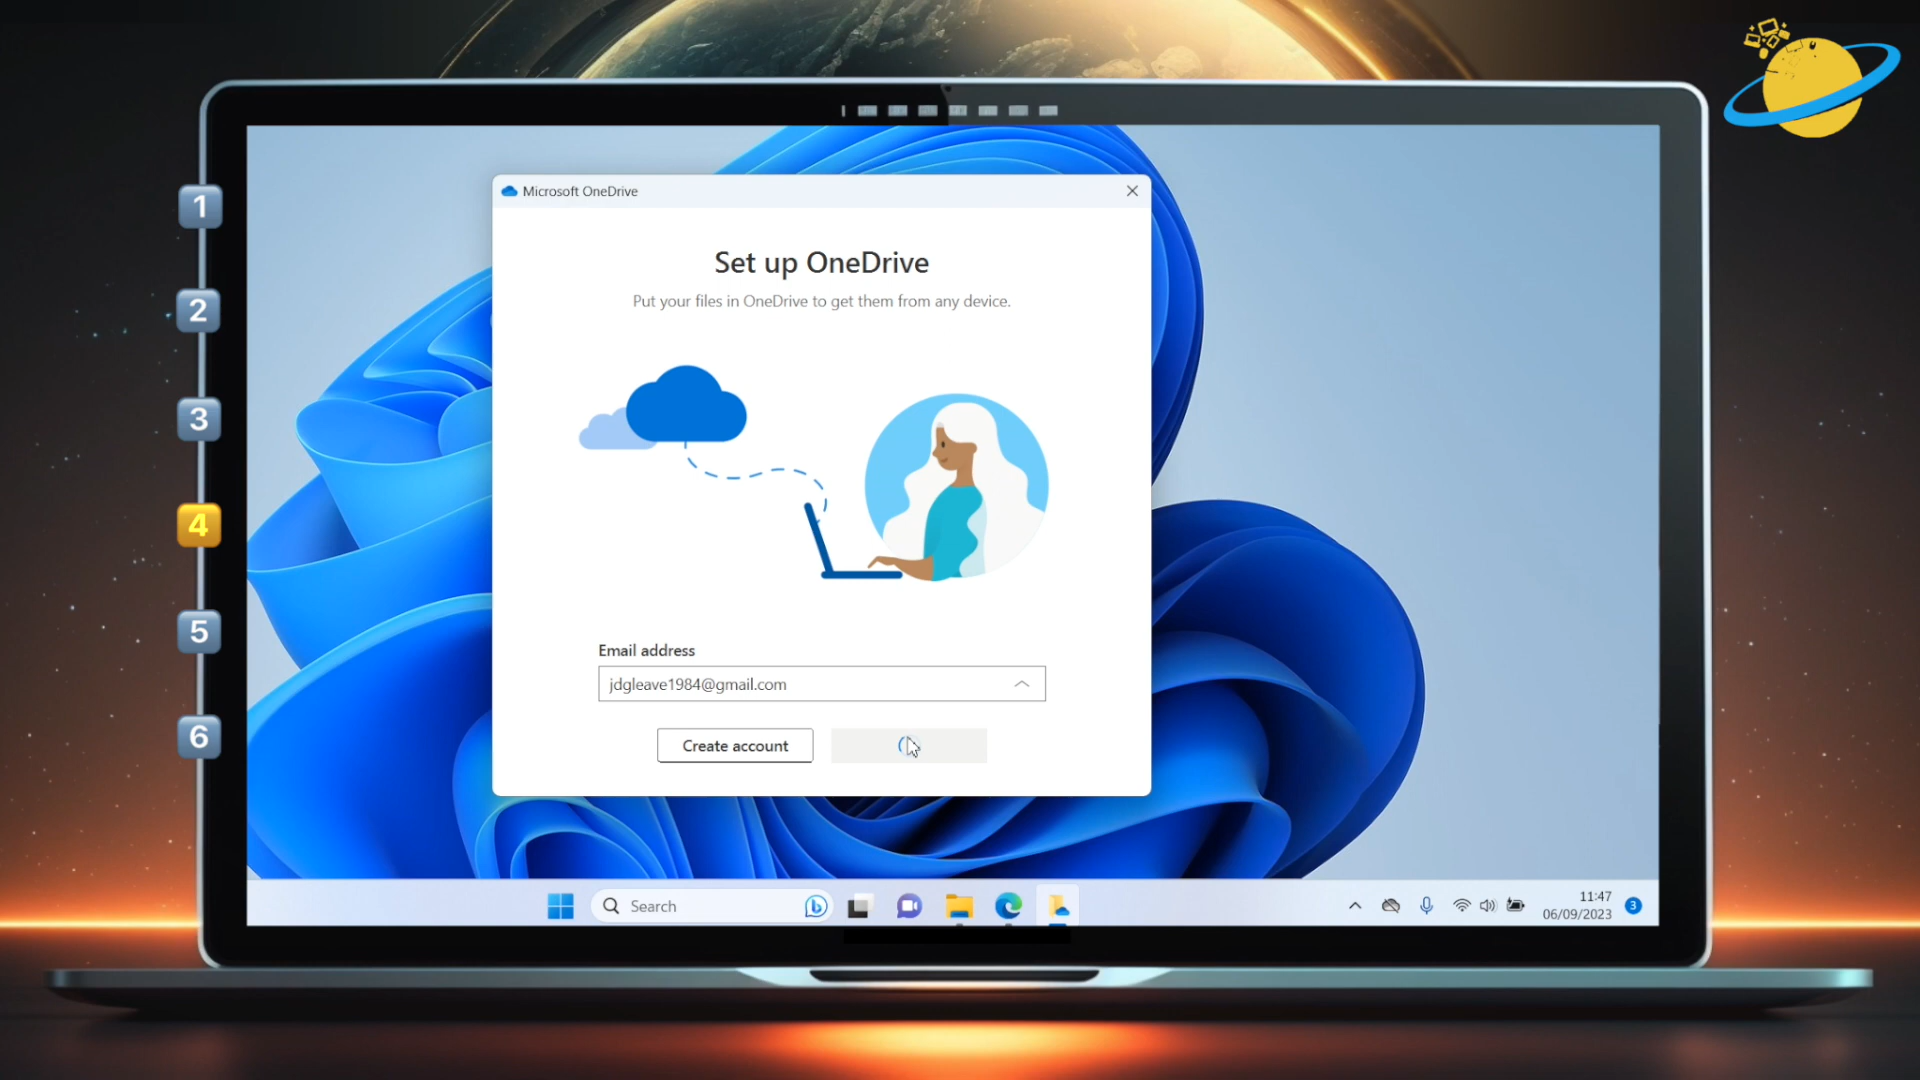 1
2
3
4
5
6
Microsoft OneDrive
Set up OneDrive
Put your files in OneDrive to get them from any device.
Email address
jdgleave1984@gmail.com
Create account
Search
11:47
06/09/2023
3